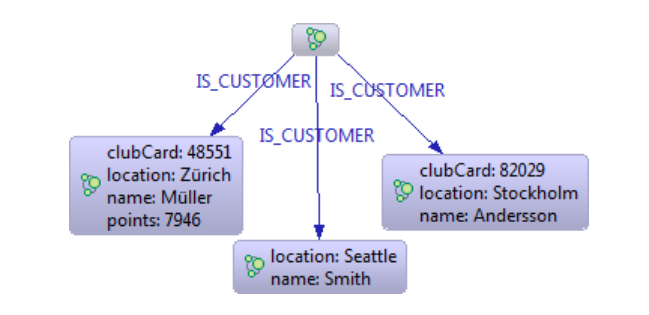 IS_CUSTOMER
IS_CUSTOMER
IS_CUSTOMER
clubCard: 48551
location: Zürich
name: Müller
points: 7946
clubCard: 82029
location: Stockholm
name: Andersson
location: Seattle
name: Smith